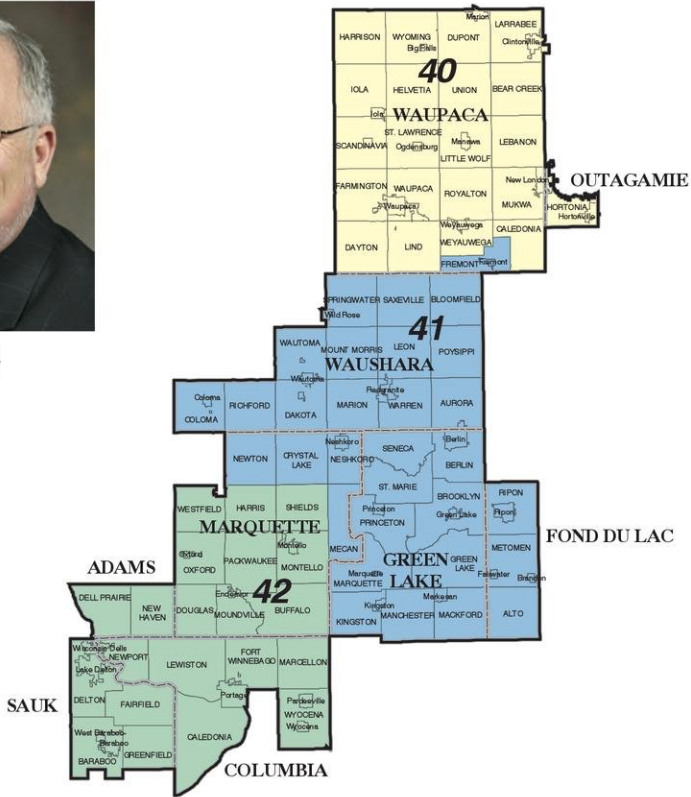 Marion
LARRABEE
HARRISON WYOMING DUPONT
Big Falls Clintonville
40
IOLA HELVETIA UNION BEAR CREEK
Iola WAUPACA
ST. LAWRENCE
SCANDINAVIA Ogdensburg Manawa LEBANON
LITTLE WOLF
New London OUTAGAMIE
FARMINGTON WAUPACA ROYALTON
Waupaca MUKWA HORTONIA
Hortonville
Weyauwega CALEDONIA
DAYTON LIND WEYAUWEGA
FREMONT Fremont
SPRINGWATER SAXEVILLE BLOOMFIELD
Wild Rose
41
WAUTOMA MOUNT MORRIS LEON POYSIPPI
WAUSHARA
Wautoma
Redgranite
Coloma RICHFORD MARION WARREN AURORA
COLOMA DAKOTA
Neshkoro Berlin
NEWTON CRYSTAL LAKE NESHKORO SENECA BERLIN
ST. MARIE
WESTFIELD HARRIS SHIELDS BROOKLYN RIPON
Princeton Green Lake Ripon
MARQUETTE PRINCETON
FOND DU LAC
Oxford Montello MECAN METOMEN
OXFORD PACKWAUKEE MONTELLO GREEN LAKE GREEN LAKE
ADAMS Marquette Fairwater Brandon
MARQUETTE
42
DELL PRAIRIE Endeavor Markesan
NEW HAVEN DOUGLAS MOUNDVILLE BUFFALO Kingston
KINGSTON MANCHESTER MACKFORD ALTO
Wisconsin Dells
NEWPORT LEWISTON FORT WINNEBAGO MARCELLON
Lake Delton
Portage
SAUK DELTON FAIRFIELD Pardeeville
WYOCENA
Wyocena
West Baraboo
Baraboo CALEDONIA
BARABOO GREENFIELD
COLUMBIA